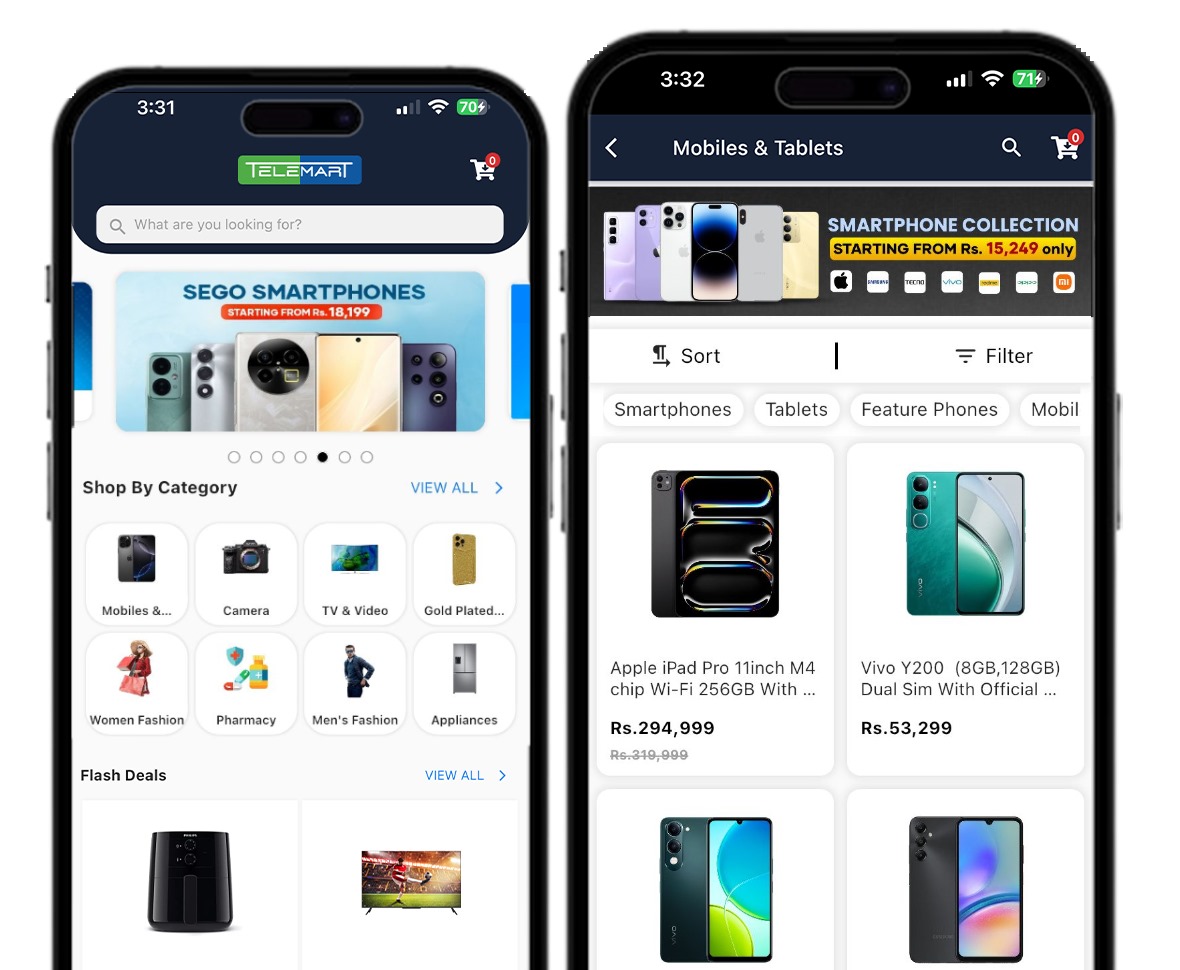 3:31
70
TELEMART
0
What are you looking for?
SEGO SMARTPHONES
STARTING FROM Rs. 18,199
Shop By Category
VIEW ALL
Mobiles &...
Camera
TV & Video
Gold Plated...
Women Fashion
Pharmacy
Men's Fashion
Appliances
Flash Deals
VIEW ALL
PHILIPS
3:32
71
Mobiles & Tablets
0
SMARTPHONE COLLECTION
STARTING FROM Rs. 15,249 only
SAMSUNG
TECNO
vivo
realme
oppo
mi
Sort
Filter
Smartphones
Tablets
Feature Phones
Mobil
Apple iPad Pro 11inch M4
chip Wi-Fi 256GB With ...
Rs.294,999
Rs.319,999
vivo
Vivo Y200 (8GB,128GB)
Dual Sim With Official ...
Rs.53,299
vivo
SAMSUNG